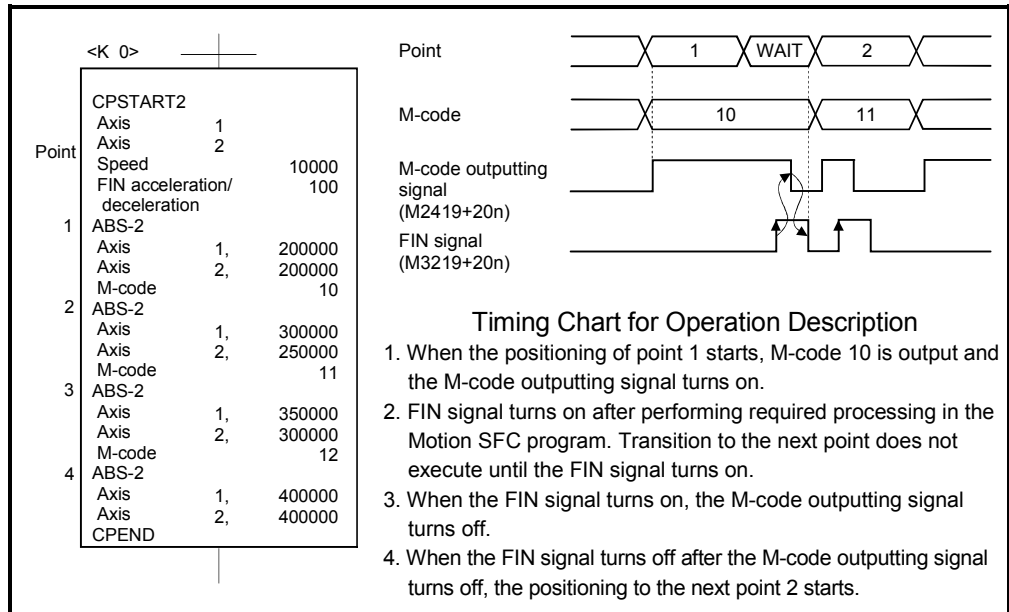 <K 0>
CPSTART2
Axis 1
Axis 2
Point
Speed 10000
FIN acceleration/ 100
deceleration
1 ABS-2
Axis 1, 200000
Axis 2, 200000
M-code 10
2 ABS-2
Axis 1, 300000
Axis 2, 250000
M-code 11
3 ABS-2
Axis 1, 350000
Axis 2, 300000
M-code 12
4 ABS-2
Axis 1, 400000
Axis 2, 400000
CPEND
Point 1 WAIT 2
M-code 10 11
M-code outputting
signal
(M2419+20n)
FIN signal
(M3219+20n)
Timing Chart for Operation Description
1. When the positioning of point 1 starts, M-code 10 is output and
the M-code outputting signal turns on.
2. FIN signal turns on after performing required processing in the
Motion SFC program. Transition to the next point does not
execute until the FIN signal turns on.
3. When the FIN signal turns on, the M-code outputting signal
turns off.
4. When the FIN signal turns off after the M-code outputting signal
turns off, the positioning to the next point 2 starts.